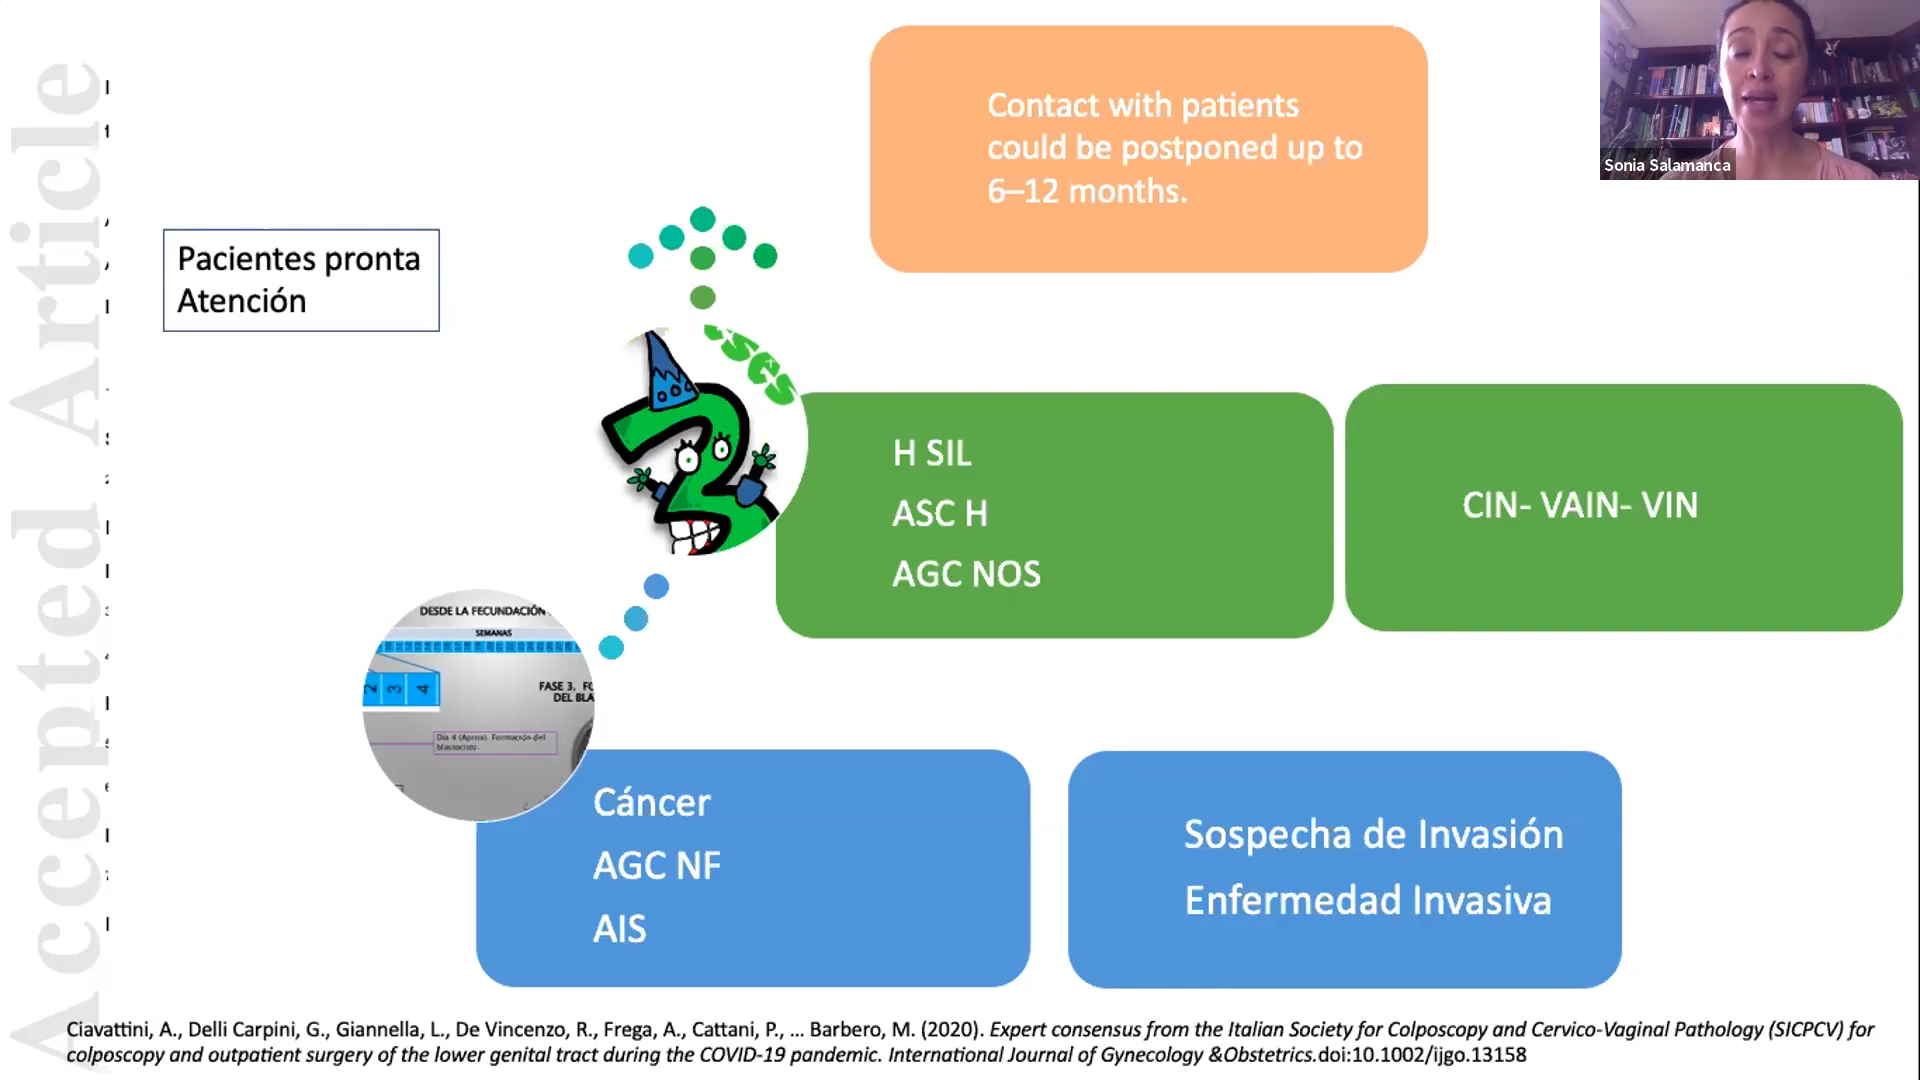 Accepted Article
Contact with patients
could be postponed up to
6–12 months.
Sonia Salamanca
Pacientes pronta
Atención
ses
H SIL
ASC H
AGC NOS
CIN- VAIN- VIN
DESDE LA FECUNDACIÓN
SEMANAS
2 3 4
FASE 3.
DEL
Día 4 (Aprox). Formación del
blastocisto.
Cáncer
AGC NF
AIS
Sospecha de Invasión
Enfermedad Invasiva
Ciavattini, A., Delli Carpini, G., Giannella, L., De Vincenzo, R., Frega, A., Cattani, P., ... Barbero, M. (2020). Expert consensus from the Italian Society for Colposcopy and Cervico-Vaginal Pathology (SICPCV) for
colposcopy and outpatient surgery of the lower genital tract during the COVID-19 pandemic. International Journal of Gynecology &Obstetrics.doi:10.1002/ijgo.13158